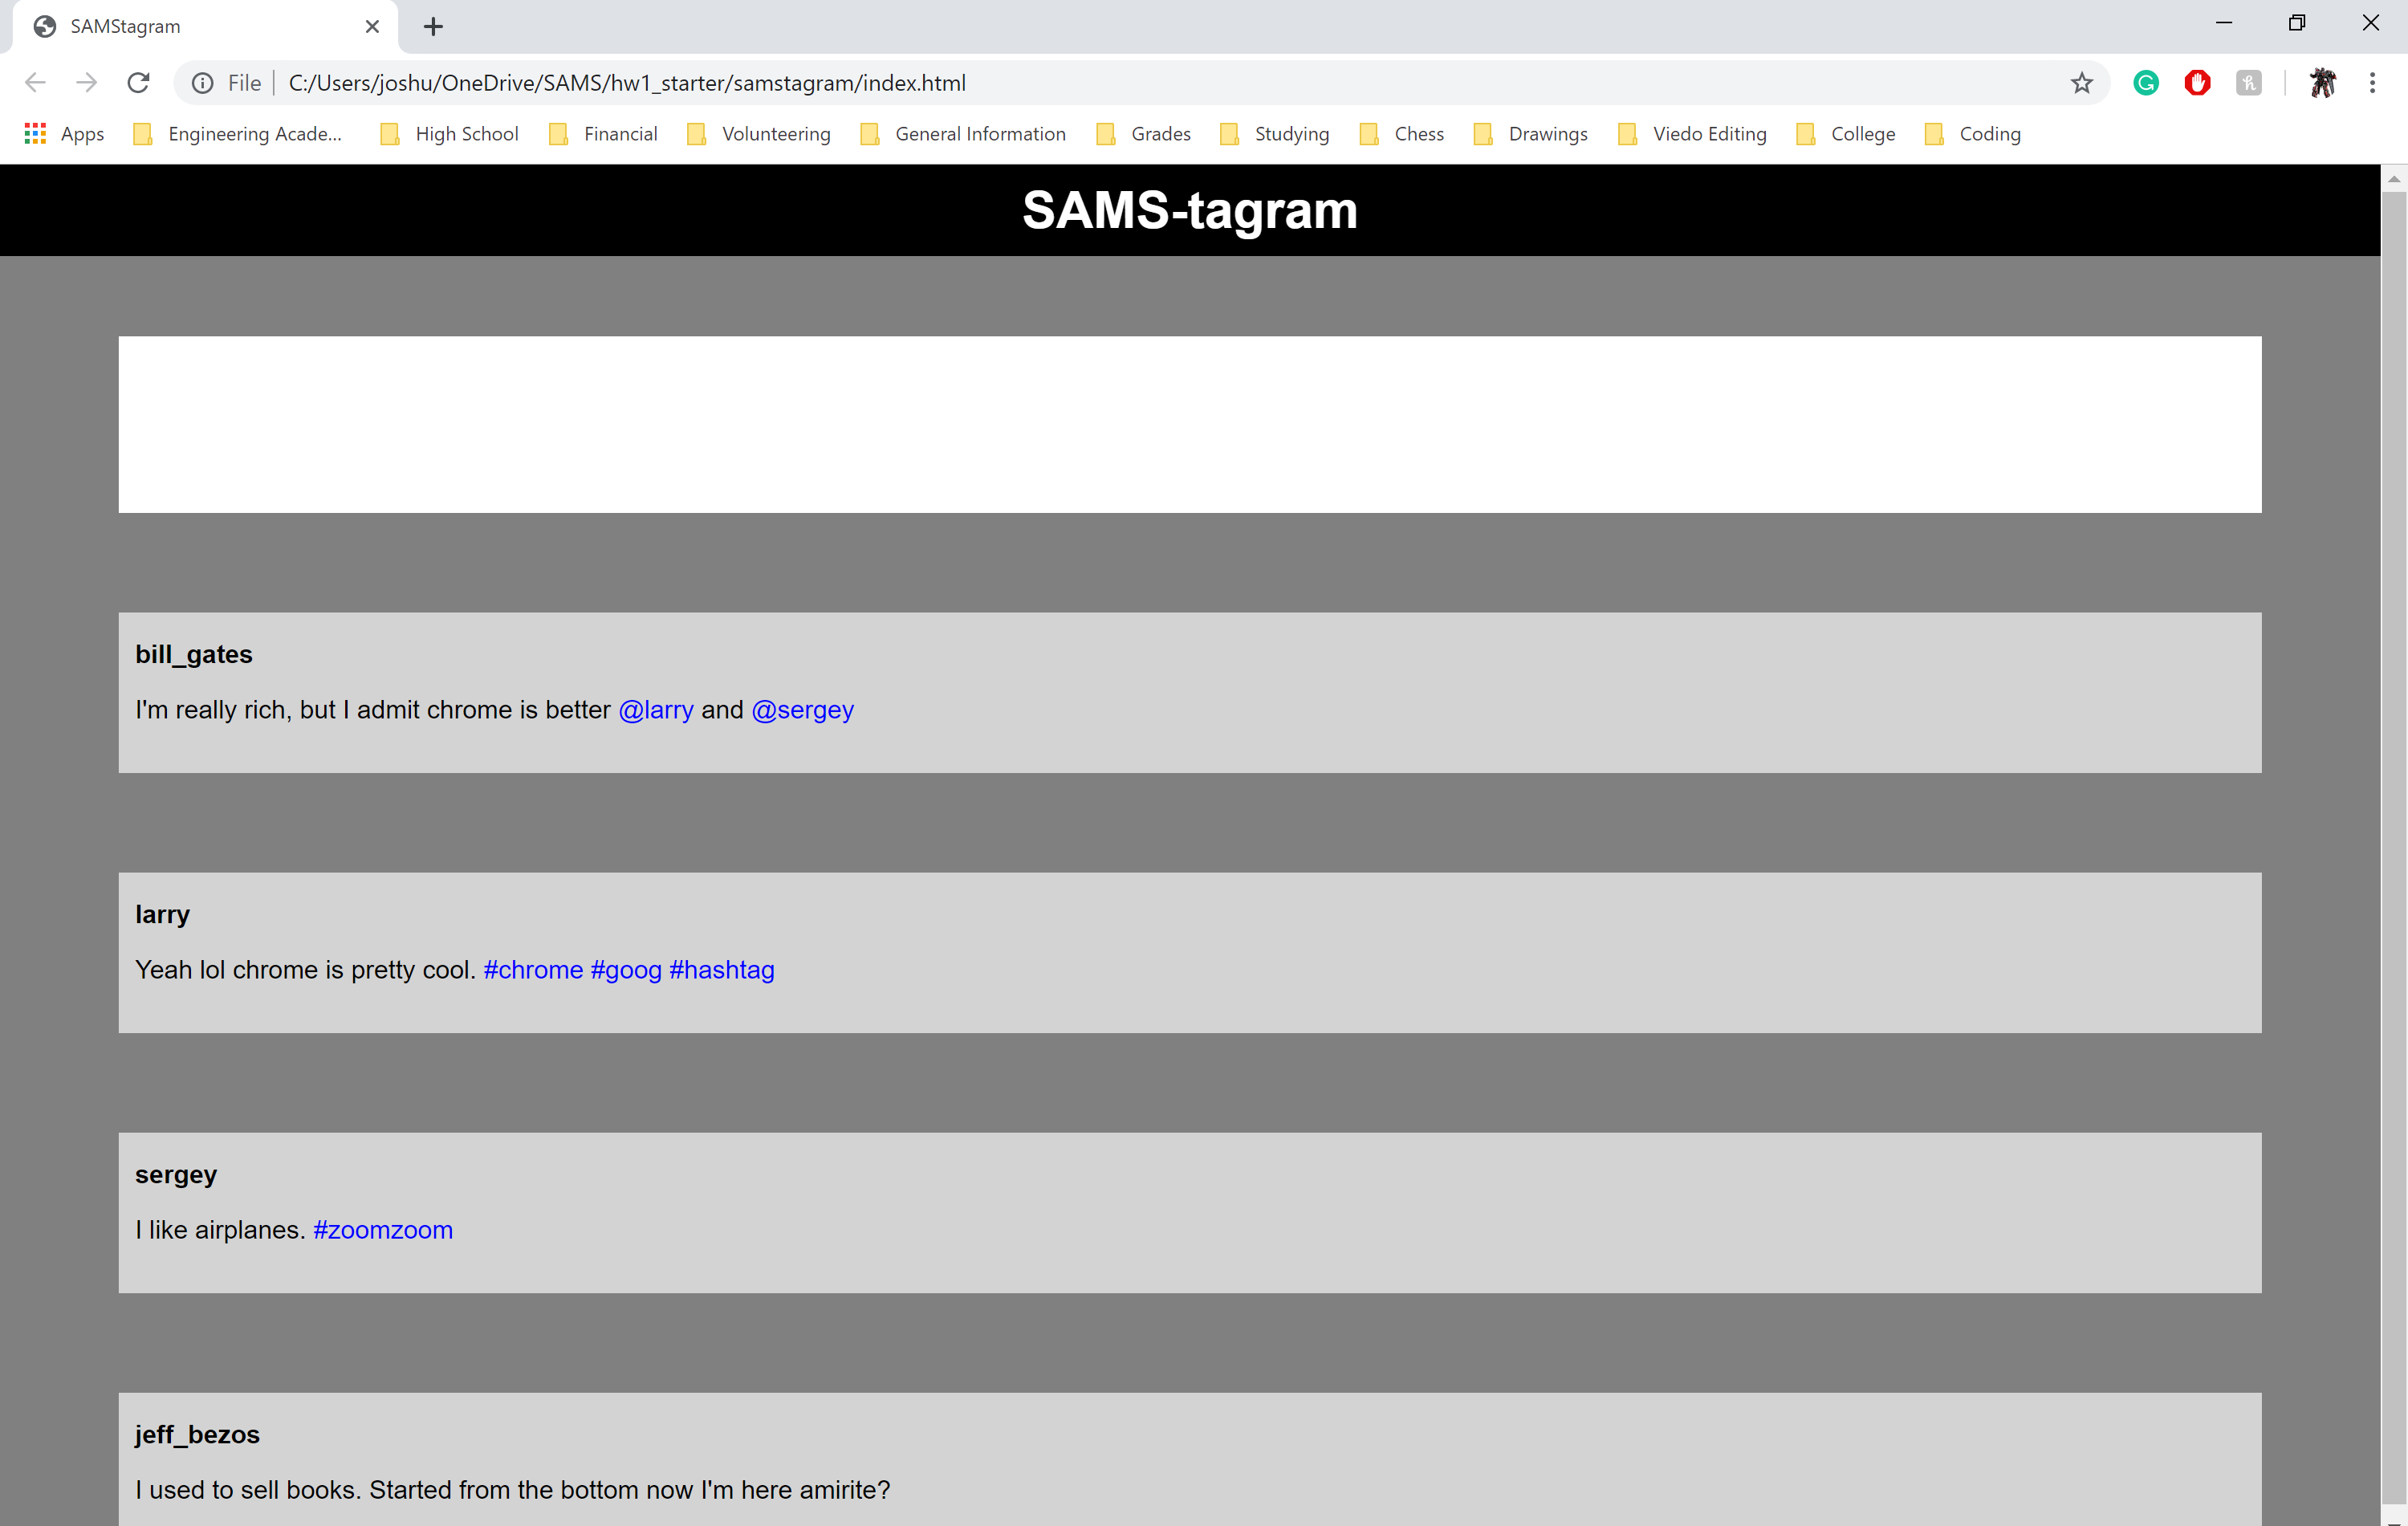 SAMStagram
File C:/Users/joshu/OneDrive/SAMS/hw1_starter/samstagram/index.html
Apps Engineering Acade... High School Financial Volunteering General Information Grades Studying Chess Drawings Viedo Editing College Coding
SAMS-tagram
bill_gates
I'm really rich, but I admit chrome is better @larry and @sergey
larry
Yeah lol chrome is pretty cool. #chrome #goog #hashtag
sergey
I like airplanes. #zoomzoom
jeff_bezos
I used to sell books. Started from the bottom now I'm here amirite?